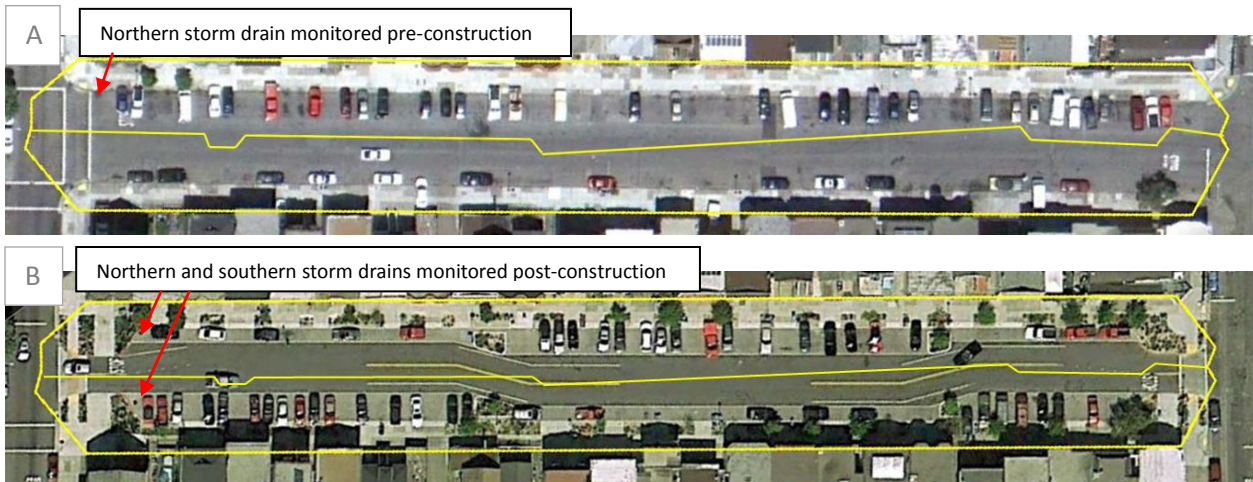 A
Northern storm drain monitored pre-construction
B
Northern and southern storm drains monitored post-construction